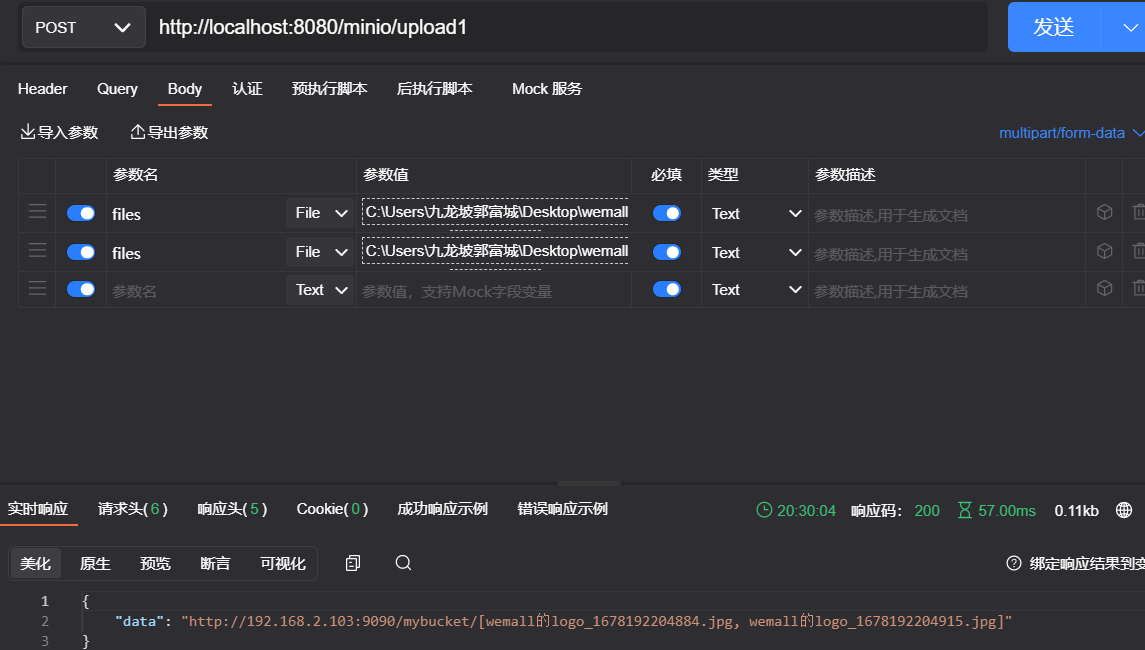 POST http://localhost:8080/minio/upload1 发送
Header Query Body 认证 预执行脚本 后执行脚本 Mock 服务
导入参数 导出参数 multipart/form-data
参数名 参数值 必填 类型 参数描述
files File C:\Users\九龙坡郭富城\Desktop\wemall Text 参数描述,用于生成文档
files File C:\Users\九龙坡郭富城\Desktop\wemall Text 参数描述,用于生成文档
参数名 Text 参数值，支持Mock字段变量 Text 参数描述,用于生成文档
实时响应 请求头(6) 响应头(5) Cookie(0) 成功响应示例 错误响应示例 20:30:04 响应码： 200 57.00ms 0.11kb
美化 原生 预览 断言 可视化 绑定响应结果到变
1 {
2 "data": "http://192.168.2.103:9090/mybucket/[wemall的logo_1678192204884.jpg, wemall的logo_1678192204915.jpg]"
3 }